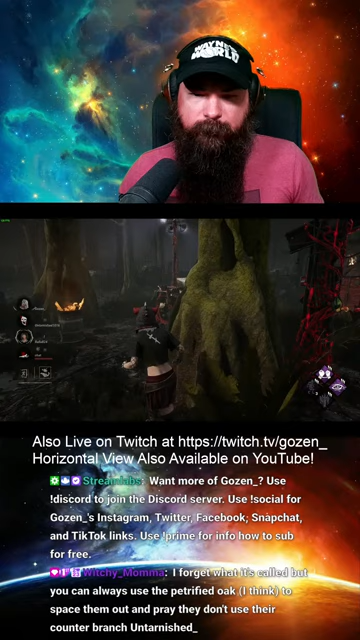 WAYNE'S
WORLD
Also Live on Twitch at https://twitch.tv/gozen_
Horizontal View Also Available on YouTube!
Streamlabs: Want more of Gozen_? Use
!discord to join the Discord server. Use !social for
Gozen_'s Instagram, Twitter, Facebook; Snapchat,
and TikTok links. Use !prime for info how to sub
for free.
Witchy_Momma: I forget what it's called but
you can always use the petrified oak (I think) to
space them out and pray they don't use their
counter branch Untarnished_